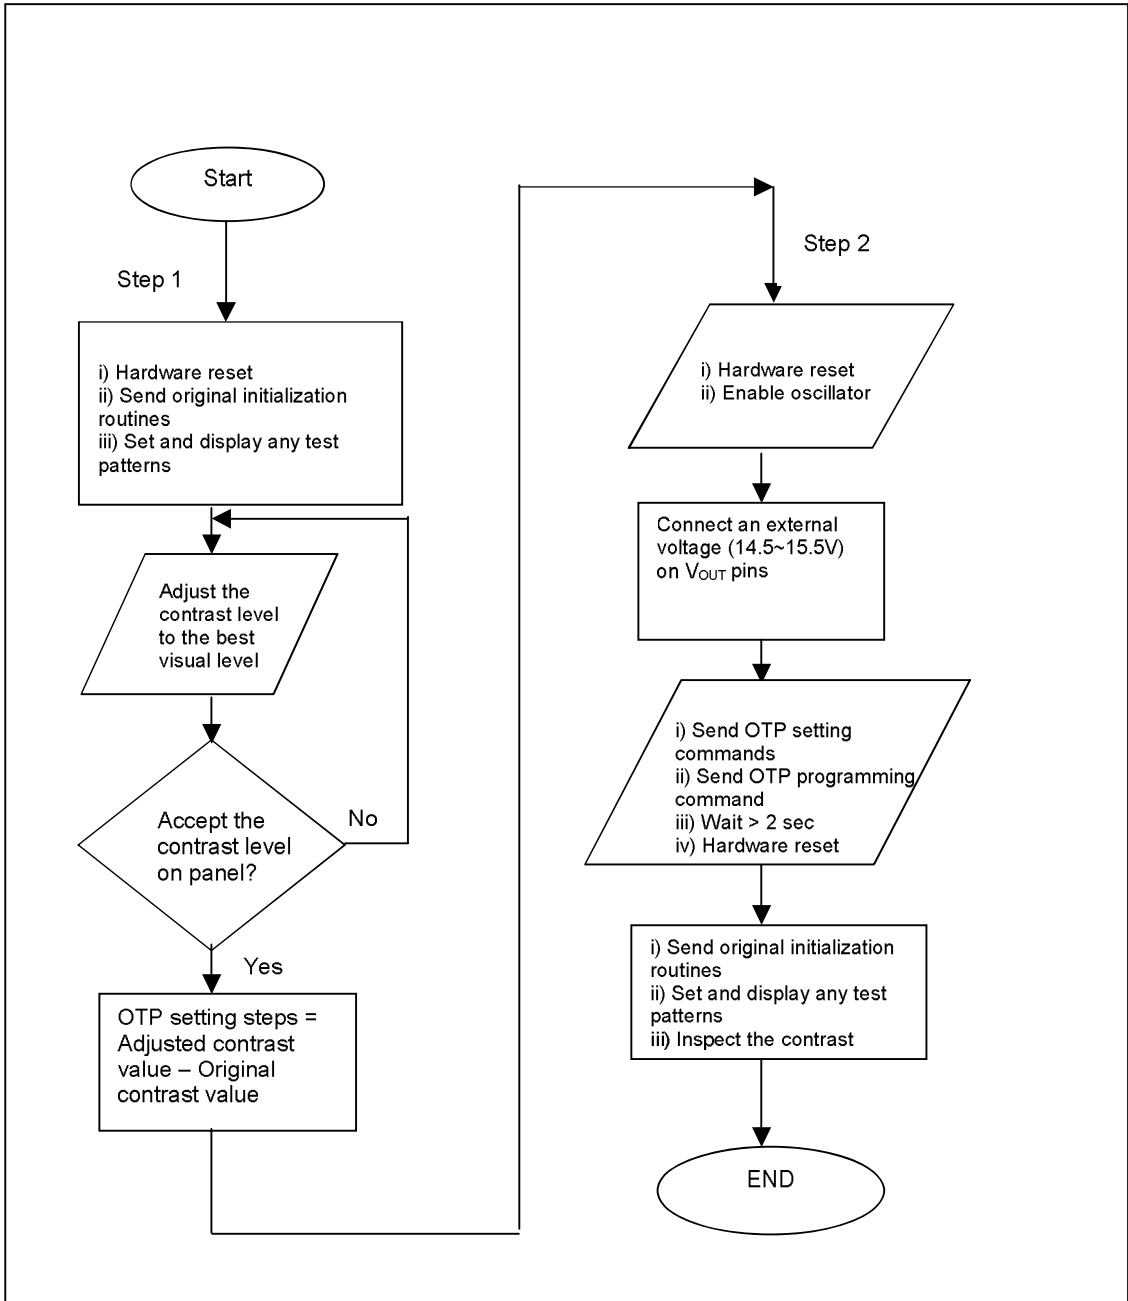 Start
Step 1
i) Hardware reset
ii) Send original initialization
routines
iii) Set and display any test
patterns
Adjust the
contrast level
to the best
visual level
Accept the
contrast level
on panel?
No
Yes
OTP setting steps =
Adjusted contrast
value – Original
contrast value
Step 2
i) Hardware reset
ii) Enable oscillator
Connect an external
voltage (14.5~15.5V)
on VOUT pins
i) Send OTP setting
commands
ii) Send OTP programming
command
iii) Wait > 2 sec
iv) Hardware reset
i) Send original initialization
routines
ii) Set and display any test
patterns
iii) Inspect the contrast
END